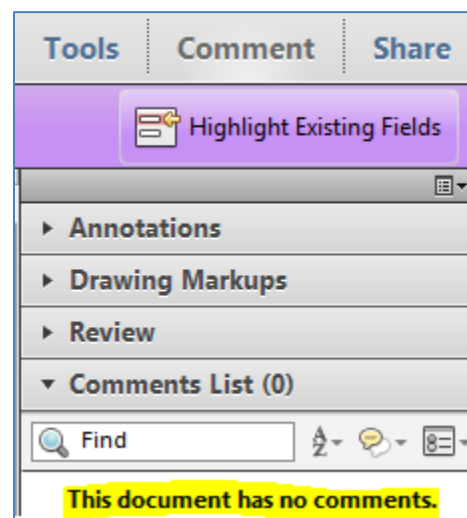 Tools Comment Share
Highlight Existing Fields
Annotations
Drawing Markups
Review
Comments List (0)
Find
This document has no comments.